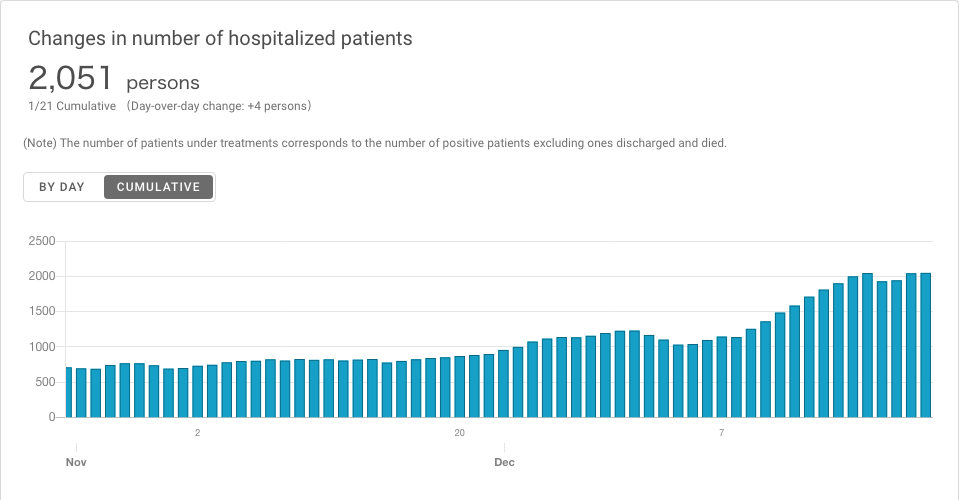 Changes in number of hospitalized patients
2,051 persons
1/21 Cumulative (Day-over-day change: +4 persons)
(Note) The number of patients under treatments corresponds to the number of positive patients excluding ones discharged and died.
BY DAY CUMULATIVE
2500
2000
1500
1000
500
0
2 20 7
Nov Dec